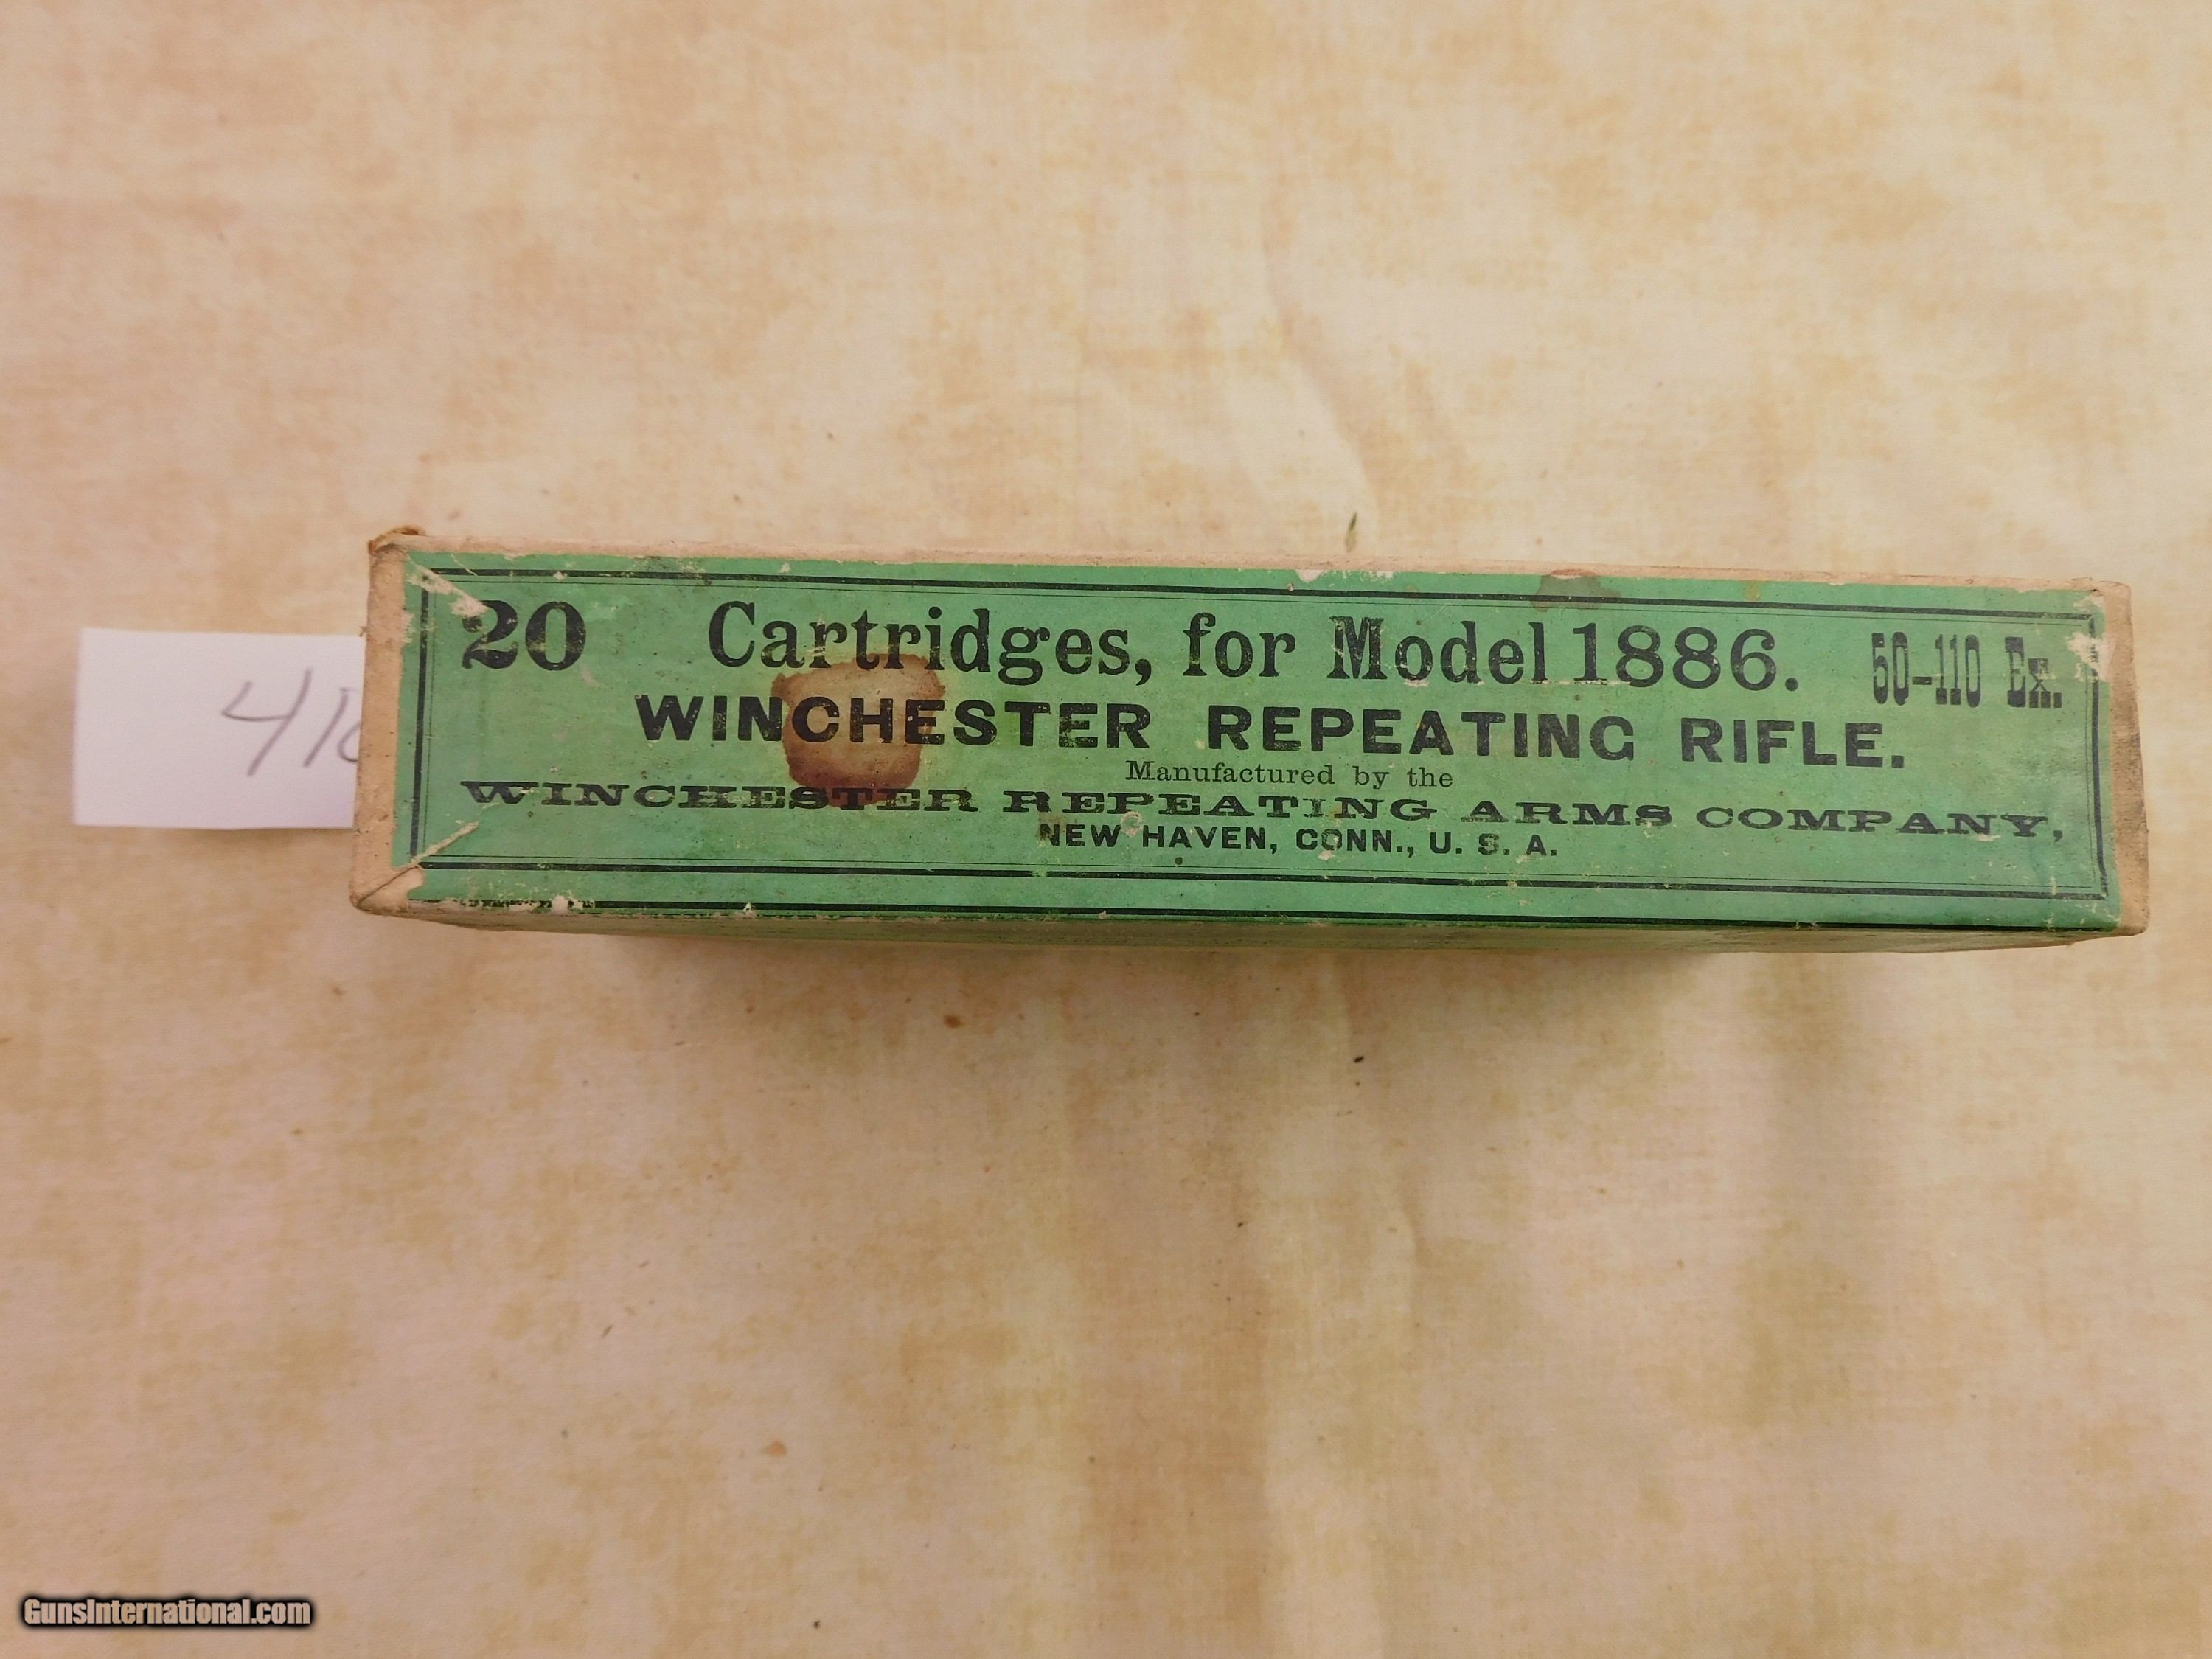 20 Cartridges, for Model 1886. 50-110 Ex.
WINCHESTER REPEATING RIFLE.
Manufactured by the
WINCHESTER REPEATING ARMS COMPANY,
NEW HAVEN, CONN., U. S. A.
GunsInternational.com